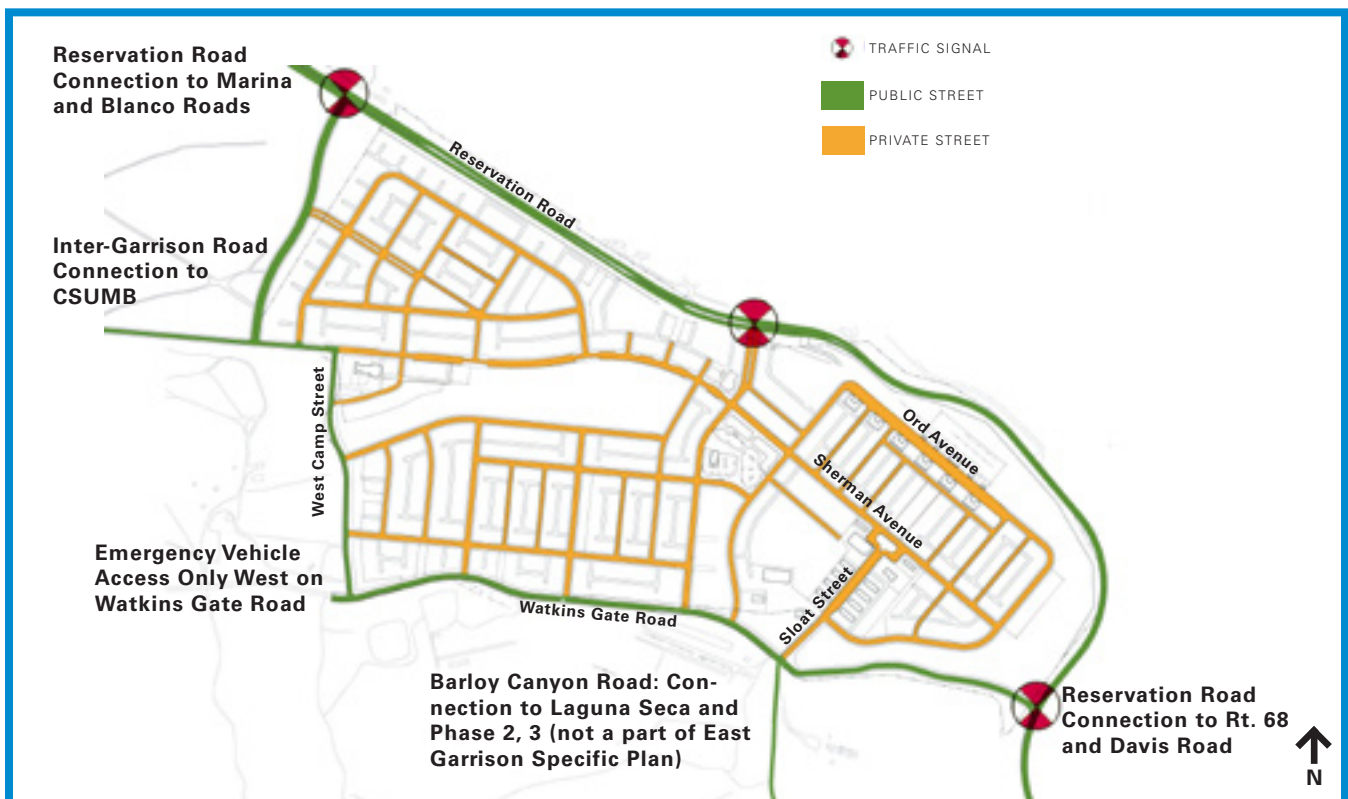 Reservation Road
Connection to Marina
and Blanco Roads
TRAFFIC SIGNAL
PUBLIC STREET
PRIVATE STREET
Reservation Road
Inter-Garrison Road
Connection to
CSUMB
West Camp Street
Ord Avenue
Sherman Avenue
Emergency Vehicle
Access Only West on
Watkins Gate Road
Watkins Gate Road
Sloat Street
Barloy Canyon Road: Con-
nection to Laguna Seca and
Phase 2, 3 (not a part of East
Garrison Specific Plan)
Reservation Road
Connection to Rt. 68
and Davis Road
N